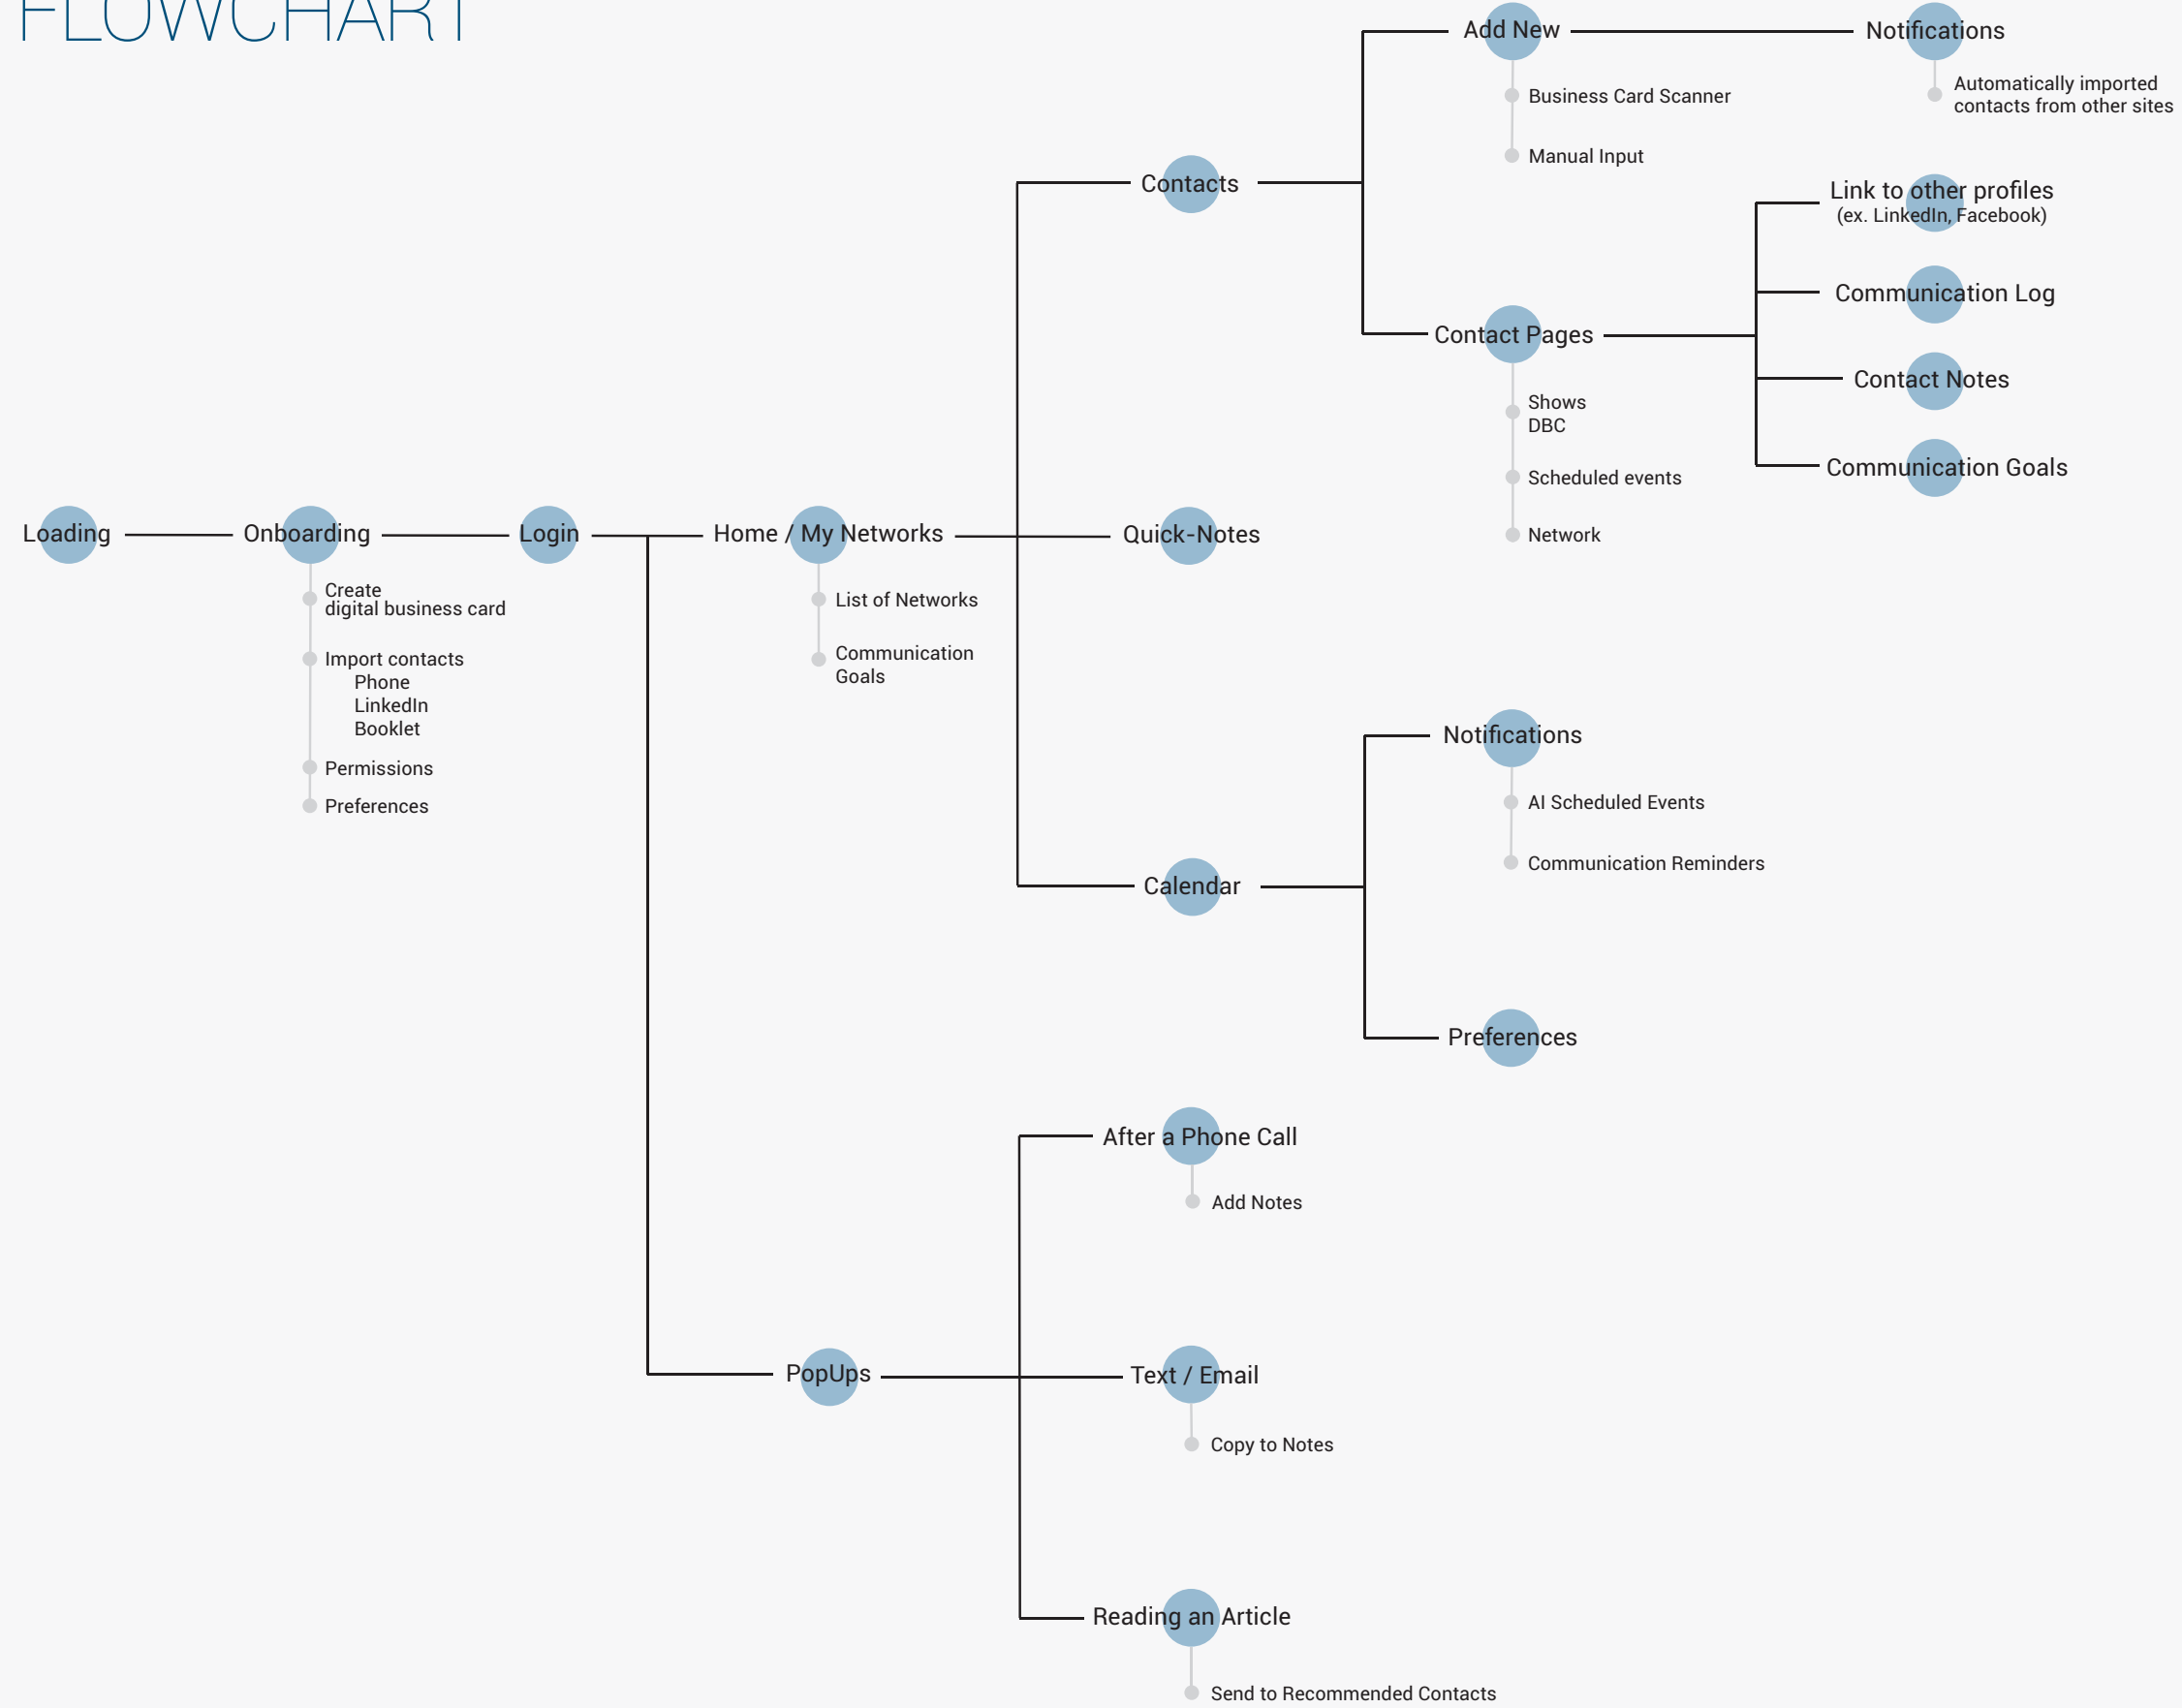 FLOWCHART
Add New
Business Card Scanner
Manual Input
Notifications
Automatically imported
contacts from other sites
Contacts
Link to other profiles
(ex. LinkedIn, Facebook)
Communication Log
Contact Pages
Shows
DBC
Scheduled events
Network
Contact Notes
Communication Goals
Loading
Onboarding
Create
digital business card
Import contacts
Phone
LinkedIn
Booklet
Permissions
Preferences
Login
Home / My Networks
List of Networks
Communication
Goals
Quick-Notes
Calendar
Notifications
AI Scheduled Events
Communication Reminders
Preferences
PopUps
After a Phone Call
Add Notes
Text / Email
Copy to Notes
Reading an Article
Send to Recommended Contacts